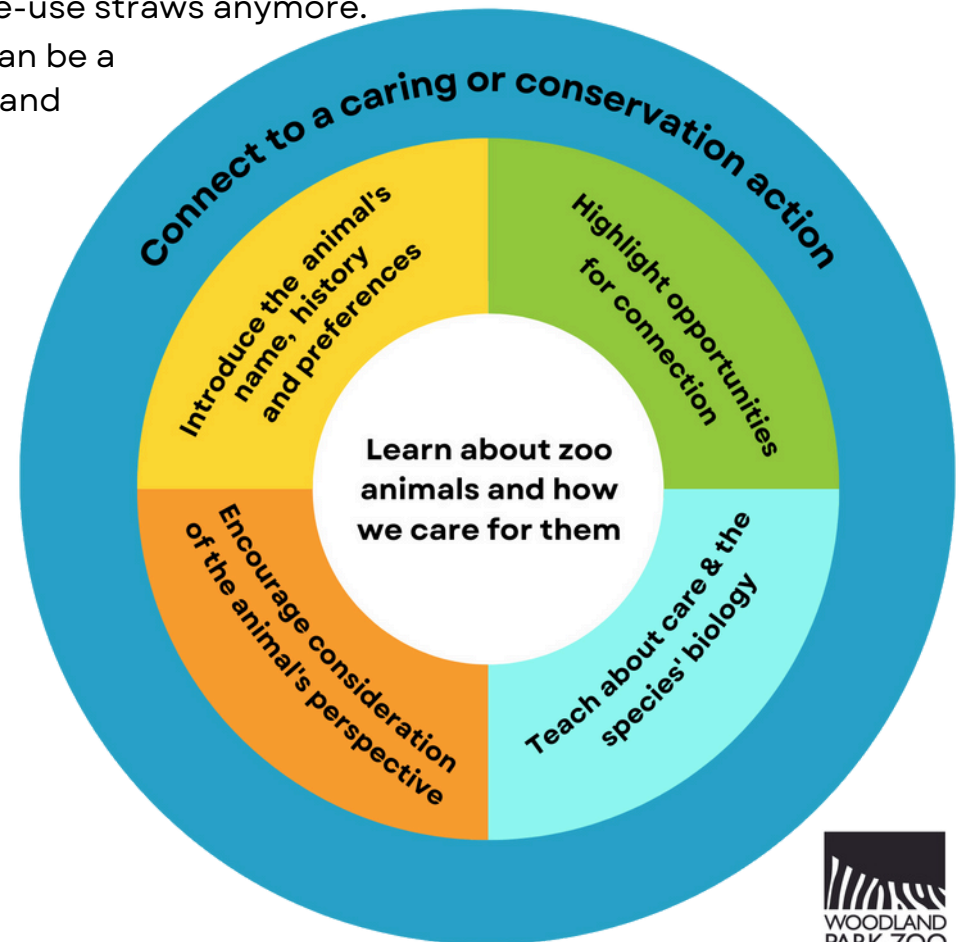 e-use straws anymore.
an be a
and
Connect to a caring or conservation action
Introduce the animal's
name, history
and preferences
Highlight opportunities
for connection
Learn about zoo
animals and how
we care for them
Encourage consideration
of the animal's perspective
Teach about care & the
species' biology
WOODLAND
PARK ZOO